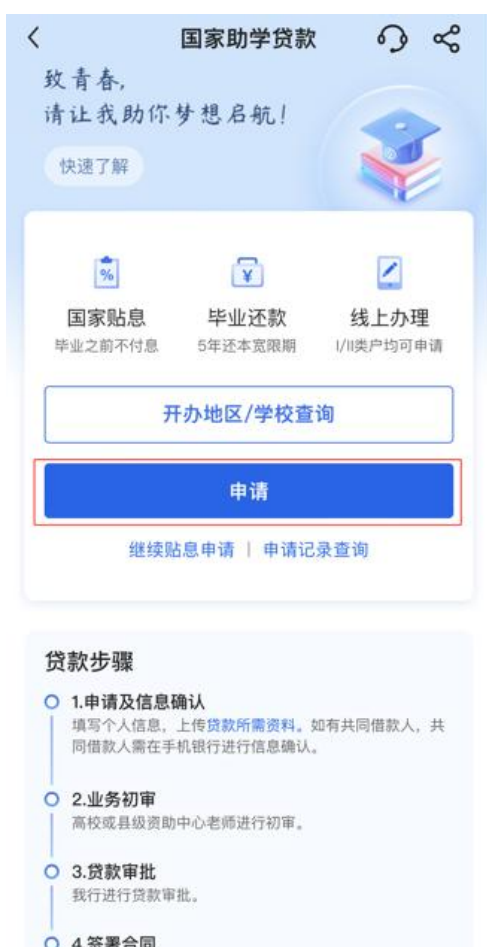 国家助学贷款
致青春,
请让我助你梦想启航!
快速了解
%
¥
国家贴息
毕业还款
线上办理
毕业之前不付息
5年还本宽限期
I/II类户均可申请
开办地区/学校查询
申请
继续贴息申请 | 申请记录查询
贷款步骤
1.申请及信息确认
填写个人信息，上传贷款所需资料。如有共同借款人，共
同借款人需在手机银行进行信息确认。
2.业务初审
高校或县级资助中心老师进行初审。
3.贷款审批
我行进行贷款审批。
4.签署合同